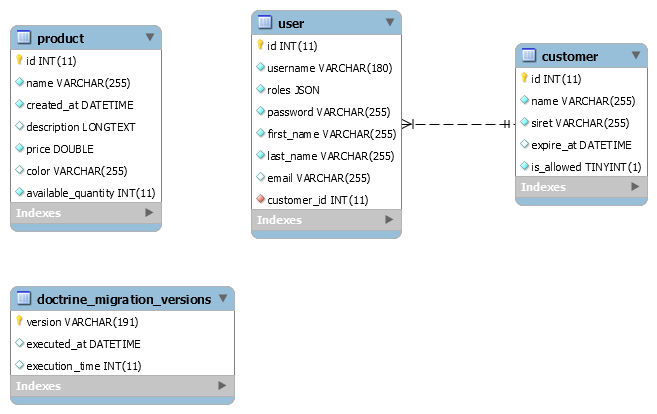 product
id INT(11)
name VARCHAR(255)
created_at DATETIME
description LONGTEXT
price DOUBLE
color VARCHAR(255)
available_quantity INT(11)
Indexes
user
id INT(11)
username VARCHAR(180)
roles JSON
password VARCHAR(255)
first_name VARCHAR(255)
last_name VARCHAR(255)
email VARCHAR(255)
customer_id INT(11)
Indexes
customer
id INT(11)
name VARCHAR(255)
siret VARCHAR(255)
expire_at DATETIME
is_allowed TINYINT(1)
Indexes
doctrine_migration_versions
version VARCHAR(191)
executed_at DATETIME
execution_time INT(11)
Indexes